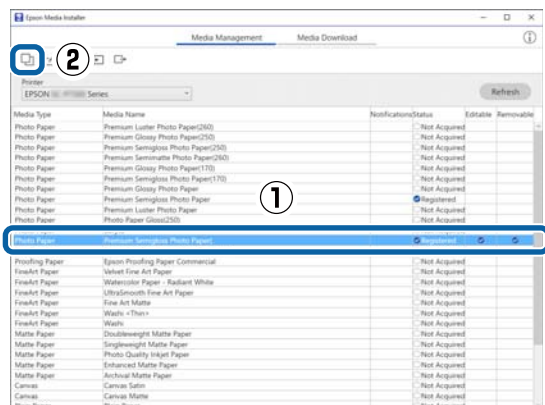 Epson Media Installer
Media Management Media Download
②
Printer
EPSON Series
Refresh
Media Type Media Name Notifications Status Editable Removable
Photo Paper Premium Luster Photo Paper(260) Not Acquired
Photo Paper Premium Glossy Photo Paper(250) Not Acquired
Photo Paper Premium Semigloss Photo Paper(250) Not Acquired
Photo Paper Premium Semimatte Photo Paper(260) Not Acquired
Photo Paper Premium Glossy Photo Paper(170) Not Acquired
Photo Paper Premium Semigloss Photo Paper(170) Not Acquired
Photo Paper Premium Glossy Photo Paper Not Acquired
Photo Paper Premium Semigloss Photo Paper Registered
Photo Paper Premium Luster Photo Paper Not Acquired
Photo Paper Photo Paper Gloss(250) Not Acquired
①
Photo Paper Premium Semigloss Photo Paper( Registered
Proofing Paper Epson Proofing Paper Commercial Not Acquired
FineArt Paper Velvet Fine Art Paper Not Acquired
FineArt Paper Watercolor Paper - Radiant White Not Acquired
FineArt Paper UltraSmooth Fine Art Paper Not Acquired
FineArt Paper Fine Art Matte Not Acquired
FineArt Paper Washi <Thin> Not Acquired
FineArt Paper Washi Not Acquired
Matte Paper Doubleweight Matte Paper Not Acquired
Matte Paper Singleweight Matte Paper Not Acquired
Matte Paper Photo Quality Inkjet Paper Not Acquired
Matte Paper Enhanced Matte Paper Not Acquired
Matte Paper Archival Matte Paper Not Acquired
Canvas Canvas Satin Not Acquired
Canvas Canvas Matte Not Acquired